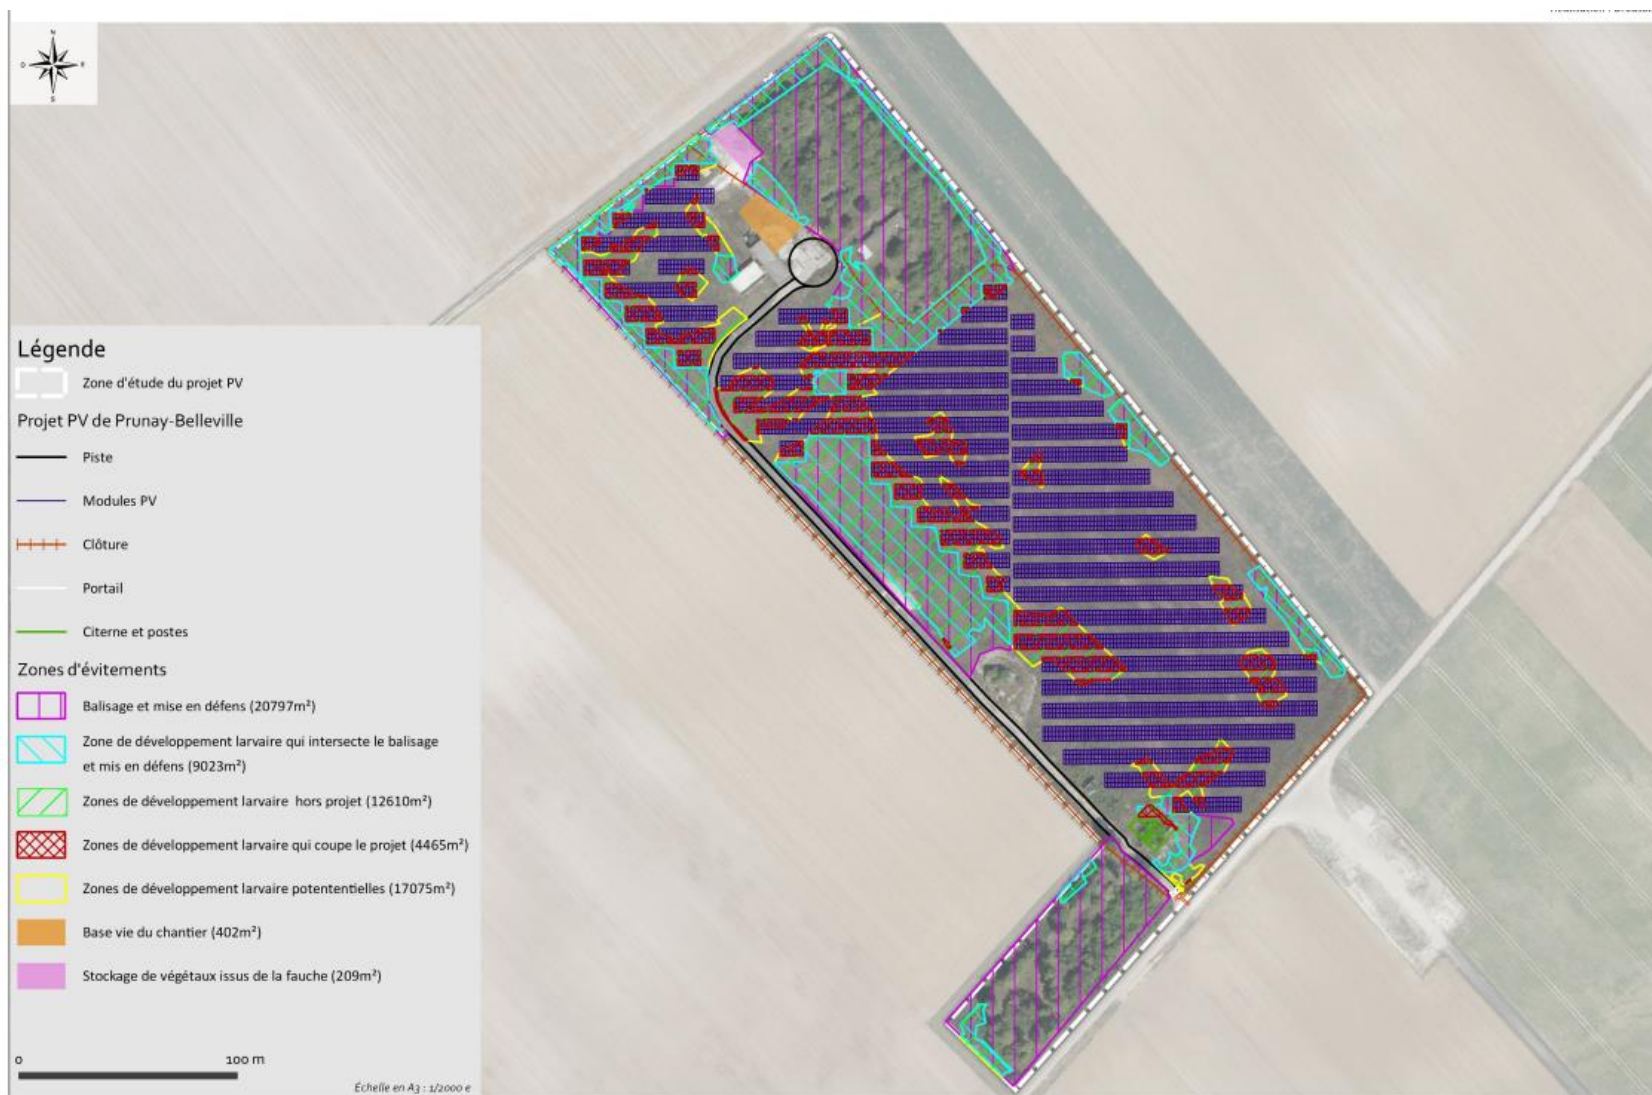 N
O
E
S
Légende
Zone d'étude du projet PV
Projet PV de Prunay-Belleville
Piste
Modules PV
Clôture
Portail
Citerne et postes
Zones d'évitements
Balisage et mise en défens (20797m²)
Zone de développement larvaire qui intersecte le balisage
et mis en défens (9023m²)
Zones de développement larvaire hors projet (12610m²)
Zones de développement larvaire qui coupe le projet (4465m²)
Zones de développement larvaire potententielles (17075m²)
Base vie du chantier (402m²)
Stockage de végétaux issus de la fauche (209m²)
0 100 m
Échelle en A3 : 1/2000 e